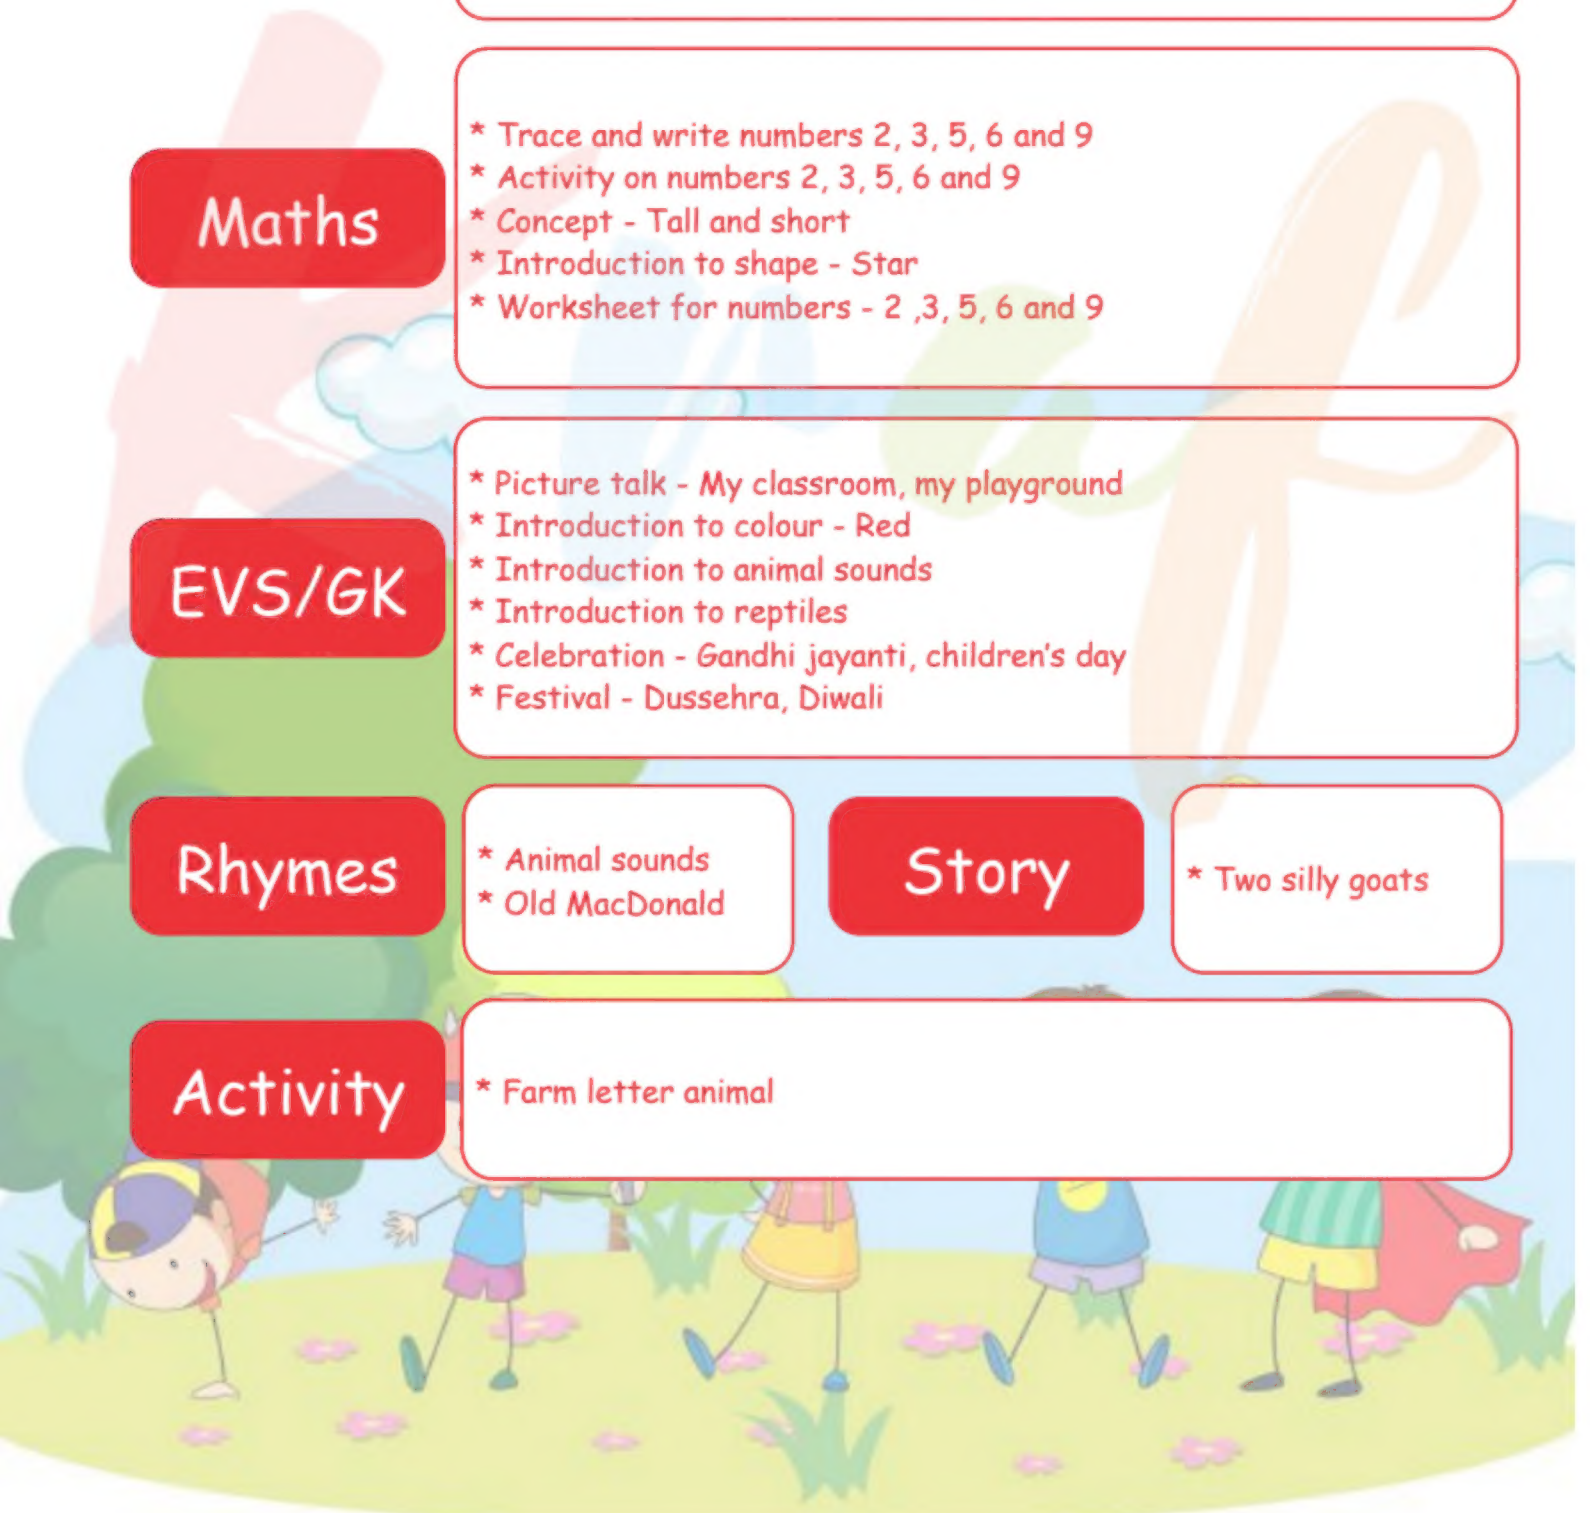 Maths
* Trace and write numbers 2, 3, 5, 6 and 9
* Activity on numbers 2, 3, 5, 6 and 9
* Concept - Tall and short
* Introduction to shape - Star
* Worksheet for numbers - 2 ,3, 5, 6 and 9
EVS/GK
* Picture talk - My classroom, my playground
* Introduction to colour - Red
* Introduction to animal sounds
* Introduction to reptiles
* Celebration - Gandhi jayanti, children's day
* Festival - Dussehra, Diwali
Rhymes
* Animal sounds
* Old MacDonald
Story
* Two silly goats
Activity
* Farm letter animal